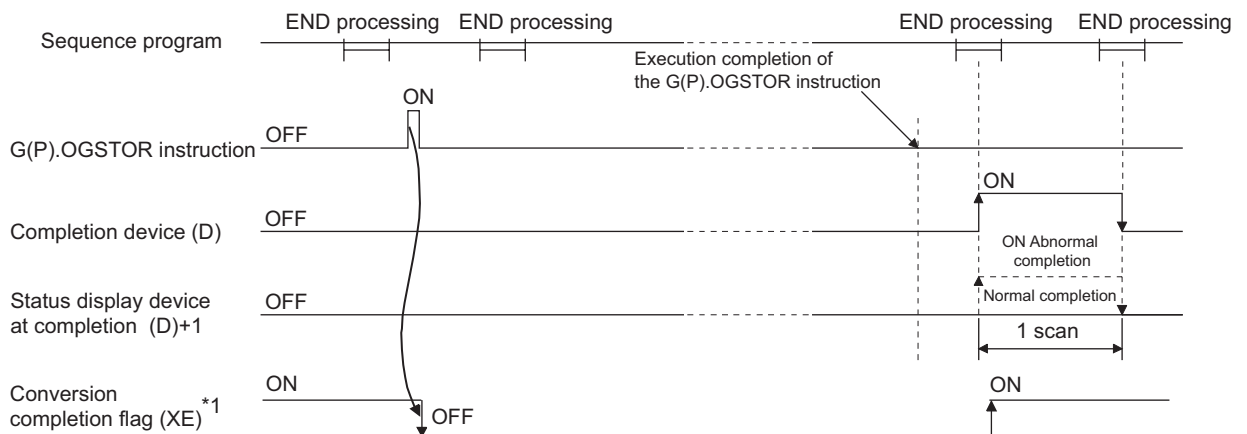 END processing
END processing
END processing
END processing
Sequence program
Execution completion of
the G(P).OGSTOR instruction
ON
OFF
G(P).OGSTOR instruction
ON
OFF
Completion device (D)
ON Abnormal
completion
Status display device
at completion (D)+1
OFF
Normal completion
1 scan
ON
ON
Conversion
completion flag (XE)*1
OFF